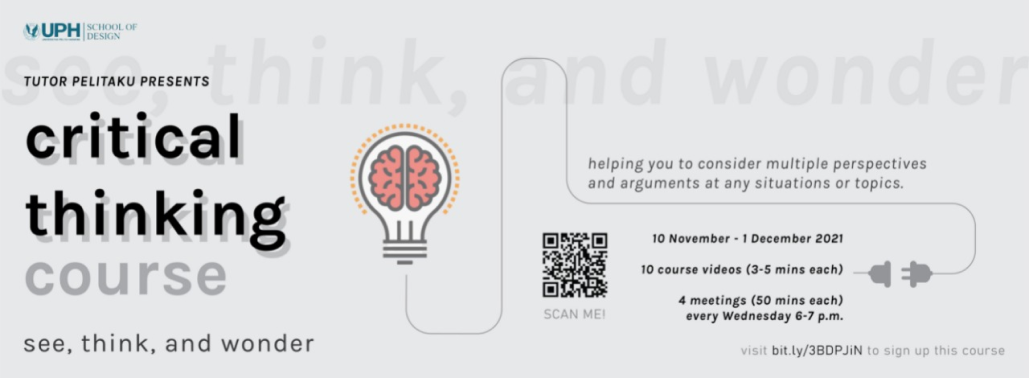 UPH SCHOOL OF
DESIGN
see, think, and wonder
TUTOR PELITAKU PRESENTS
critical
thinking
course
see, think, and wonder
helping you to consider multiple perspectives
and arguments at any situations or topics.
10 November - 1 December 2021
10 course videos (3-5 mins each)
4 meetings (50 mins each)
every Wednesday 6-7 p.m.
SCAN ME!
visit bit.ly/3BDPJiN to sign up this course